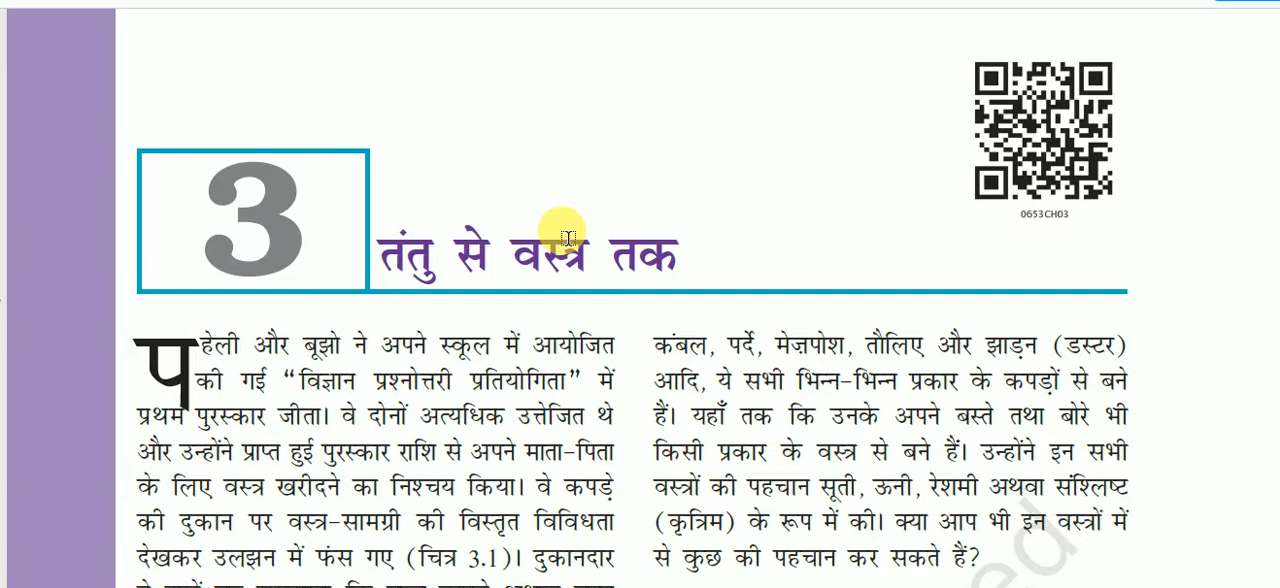 0653CH03
3
तंतु से वस्त्र तक
पहेली और बूझो ने अपने स्कूल में आयोजित
की गई “विज्ञान प्रश्नोत्तरी प्रतियोगिता” में
प्रथम पुरस्कार जीता। वे दोनों अत्यधिक उत्तेजित थे
और उन्होंने प्राप्त हुई पुरस्कार राशि से अपने माता-पिता
के लिए वस्त्र खरीदने का निश्चय किया। वे कपड़े
की दुकान पर वस्त्र-सामग्री की विस्तृत विविधता
देखकर उलझन में फंस गए (चित्र 3.1)। दुकानदार
कंबल, पर्दे, मेज़पोश, तौलिए और झाड़न (डस्टर)
आदि, ये सभी भिन्न-भिन्न प्रकार के कपड़ों से बने
हैं। यहाँ तक कि उनके अपने बस्ते तथा बोरे भी
किसी प्रकार के वस्त्र से बने हैं। उन्होंने इन सभी
वस्त्रों की पहचान सूती, ऊनी, रेशमी अथवा संश्लिष्ट
(कृत्रिम) के रूप में की। क्या आप भी इन वस्त्रों में
से कुछ की पहचान कर सकते हैं?